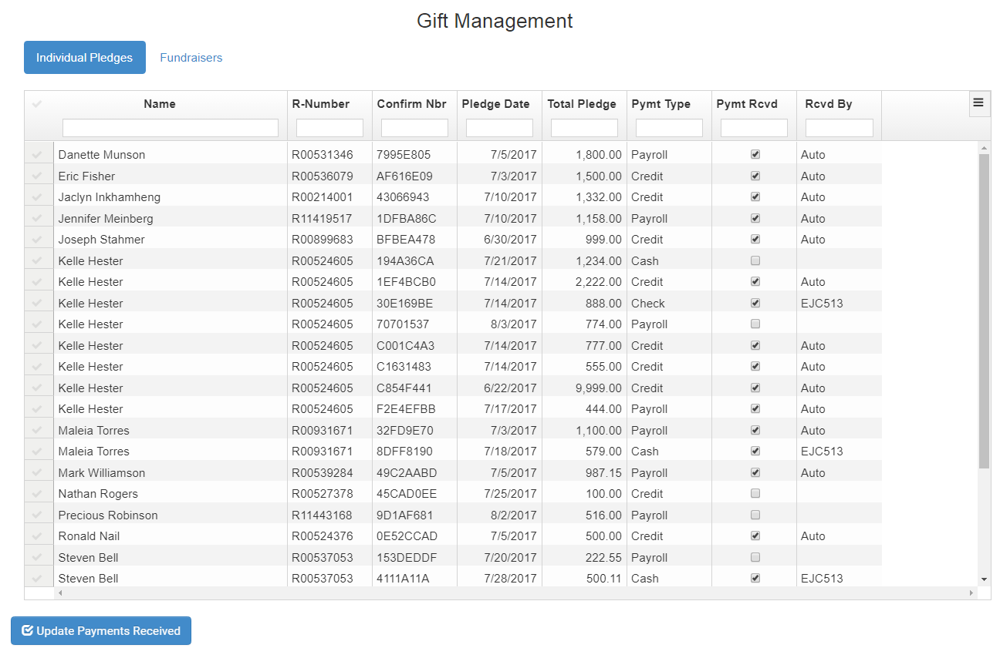 Gift Management
Individual Pledges Fundraisers
Name R-Number Confirm Nbr Pledge Date Total Pledge Pymt Type Pymt Rcvd Rcvd By
Danette Munson R00531346 7995E805 7/5/2017 1,800.00 Payroll Auto
Eric Fisher R00536079 AF616E09 7/3/2017 1,500.00 Credit Auto
Jaclyn Inkhamheng R00214001 43066943 7/10/2017 1,332.00 Credit Auto
Jennifer Meinberg R11419517 1DFBA86C 7/10/2017 1,158.00 Payroll Auto
Joseph Stahmer R00899683 BFBEA478 6/30/2017 999.00 Credit Auto
Kelle Hester R00524605 194A36CA 7/21/2017 1,234.00 Cash
Kelle Hester R00524605 1EF4BCB0 7/14/2017 2,222.00 Credit Auto
Kelle Hester R00524605 30E169BE 7/14/2017 888.00 Check EJC513
Kelle Hester R00524605 70701537 8/3/2017 774.00 Payroll
Kelle Hester R00524605 C001C4A3 7/14/2017 777.00 Credit Auto
Kelle Hester R00524605 C1631483 7/14/2017 555.00 Credit Auto
Kelle Hester R00524605 C854F441 6/22/2017 9,999.00 Credit Auto
Kelle Hester R00524605 F2E4EFBB 7/17/2017 444.00 Payroll Auto
Maleia Torres R00931671 32FD9E70 7/3/2017 1,100.00 Payroll Auto
Maleia Torres R00931671 8DFF8190 7/18/2017 579.00 Cash EJC513
Mark Williamson R00539284 49C2AABD 7/5/2017 987.15 Payroll Auto
Nathan Rogers R00527378 45CAD0EE 7/25/2017 100.00 Credit
Precious Robinson R11443168 9D1AF681 8/2/2017 516.00 Payroll
Ronald Nail R00524376 0E52CCAD 7/5/2017 500.00 Credit Auto
Steven Bell R00537053 153DEDDF 7/20/2017 222.55 Payroll
Steven Bell R00537053 4111A11A 7/28/2017 500.11 Cash EJC513
Update Payments Received